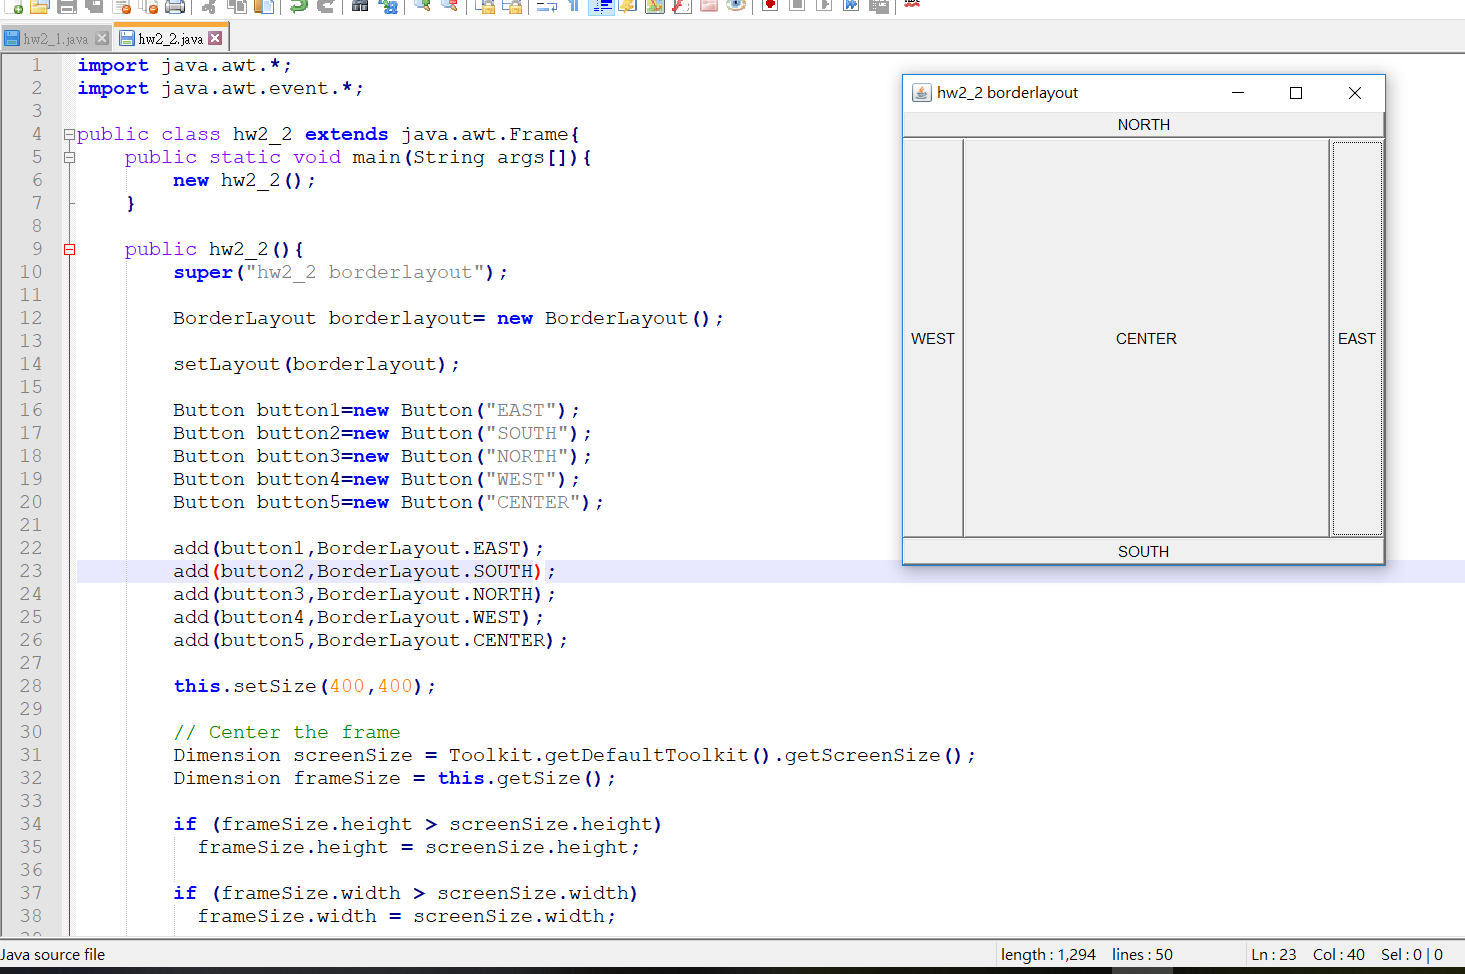 hw2_1.java hw2_2.java
1 import java.awt.*;
2 import java.awt.event.*;
3
4 public class hw2_2 extends java.awt.Frame{
5 public static void main(String args[]){
6 new hw2_2();
7 }
8
9 public hw2_2(){
10 super("hw2_2 borderlayout");
11
12 BorderLayout borderlayout= new BorderLayout();
13
14 setLayout(borderlayout);
15
16 Button button1=new Button("EAST");
17 Button button2=new Button("SOUTH");
18 Button button3=new Button("NORTH");
19 Button button4=new Button("WEST");
20 Button button5=new Button("CENTER");
21
22 add(button1,BorderLayout.EAST);
23 add(button2,BorderLayout.SOUTH);
24 add(button3,BorderLayout.NORTH);
25 add(button4,BorderLayout.WEST);
26 add(button5,BorderLayout.CENTER);
27
28 this.setSize(400,400);
29
30 // Center the frame
31 Dimension screenSize = Toolkit.getDefaultToolkit().getScreenSize();
32 Dimension frameSize = this.getSize();
33
34 if (frameSize.height > screenSize.height)
35 frameSize.height = screenSize.height;
36
37 if (frameSize.width > screenSize.width)
38 frameSize.width = screenSize.width;
hw2_2 borderlayout
NORTH
WEST CENTER EAST
SOUTH
Java source file length : 1,294 lines : 50 Ln : 23 Col : 40 Sel : 0 | 0